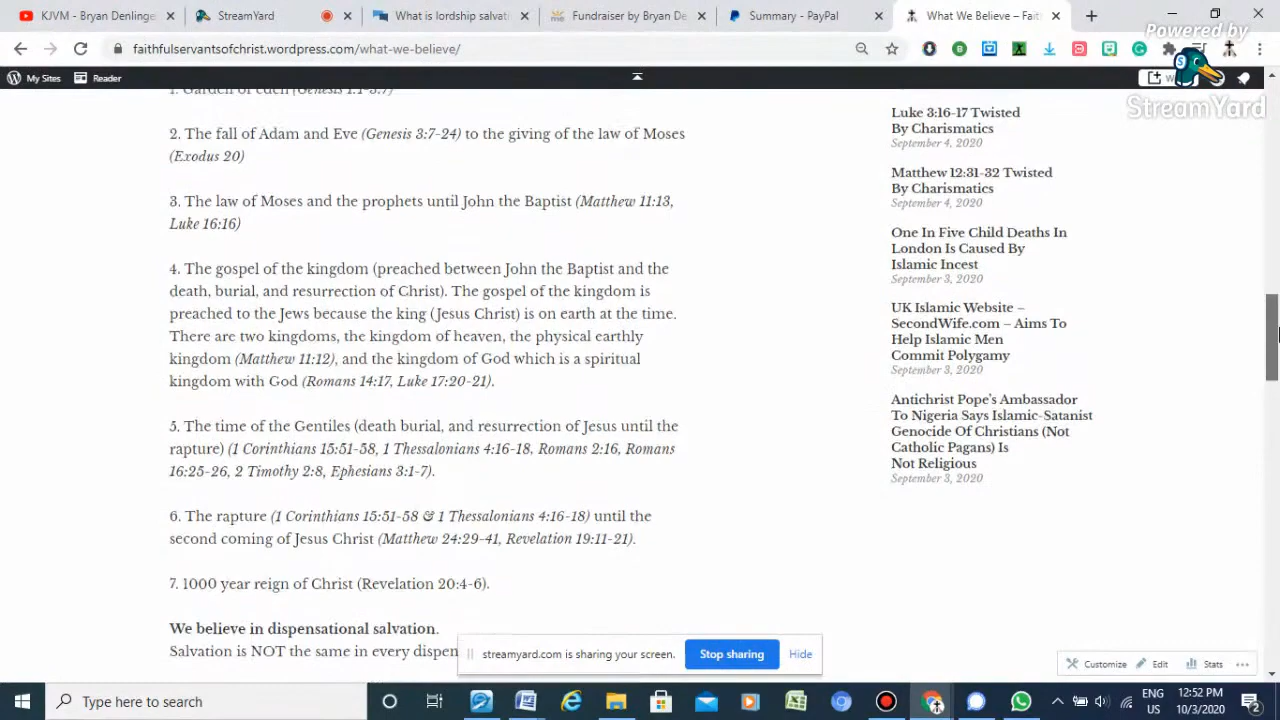 KJVM - Bryan Denlinge
StreamYard
What is lordship salvati
Fundraiser by Bryan De
Summary - PayPal
What We Believe – Fait
Powered by
faithfulservantsofchrist.wordpress.com/what-we-believe/
StreamYard
My Sites
Reader
1. Garden of eden (Genesis 1:1-3:7)
2. The fall of Adam and Eve (Genesis 3:7-24) to the giving of the law of Moses
(Exodus 20)
3. The law of Moses and the prophets until John the Baptist (Matthew 11:13,
Luke 16:16)
4. The gospel of the kingdom (preached between John the Baptist and the
death, burial, and resurrection of Christ). The gospel of the kingdom is
preached to the Jews because the king (Jesus Christ) is on earth at the time.
There are two kingdoms, the kingdom of heaven, the physical earthly
kingdom (Matthew 11:12), and the kingdom of God which is a spiritual
kingdom with God (Romans 14:17, Luke 17:20-21).
5. The time of the Gentiles (death burial, and resurrection of Jesus until the
rapture) (1 Corinthians 15:51-58, 1 Thessalonians 4:16-18, Romans 2:16, Romans
16:25-26, 2 Timothy 2:8, Ephesians 3:1-7).
6. The rapture (1 Corinthians 15:51-58 & 1 Thessalonians 4:16-18) until the
second coming of Jesus Christ (Matthew 24:29-41, Revelation 19:11-21).
7. 1000 year reign of Christ (Revelation 20:4-6).
We believe in dispensational salvation.
Salvation is NOT the same in every dispen
Luke 3:16-17 Twisted
By Charismatics
September 4, 2020
Matthew 12:31-32 Twisted
By Charismatics
September 4, 2020
One In Five Child Deaths In
London Is Caused By
Islamic Incest
September 3, 2020
UK Islamic Website –
SecondWife.com – Aims To
Help Islamic Men
Commit Polygamy
September 3, 2020
Antichrist Pope's Ambassador
To Nigeria Says Islamic-Satanist
Genocide Of Christians (Not
Catholic Pagans) Is
Not Religious
September 3, 2020
streamyard.com is sharing your screen.
Stop sharing
Hide
Customize
Edit
Stats
Type here to search
ENG
US
12:52 PM
10/3/2020
2